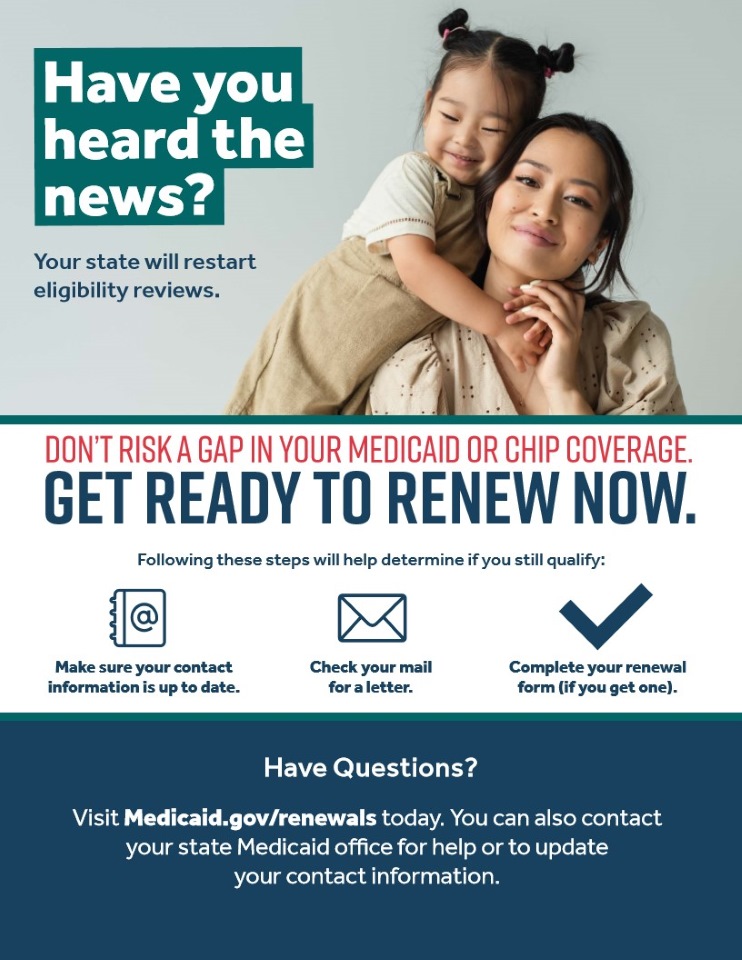 Have you
heard the
news?
Your state will restart
eligibility reviews.
DON'T RISK A GAP IN YOUR MEDICAID OR CHIP COVERAGE.
GET READY TO RENEW NOW.
Following these steps will help determine if you still qualify:
@
Make sure your contact
information is up to date.
Check your mail
for a letter.
Complete your renewal
form (if you get one).
Have Questions?
Visit Medicaid.gov/renewals today. You can also contact
your state Medicaid office for help or to update
your contact information.